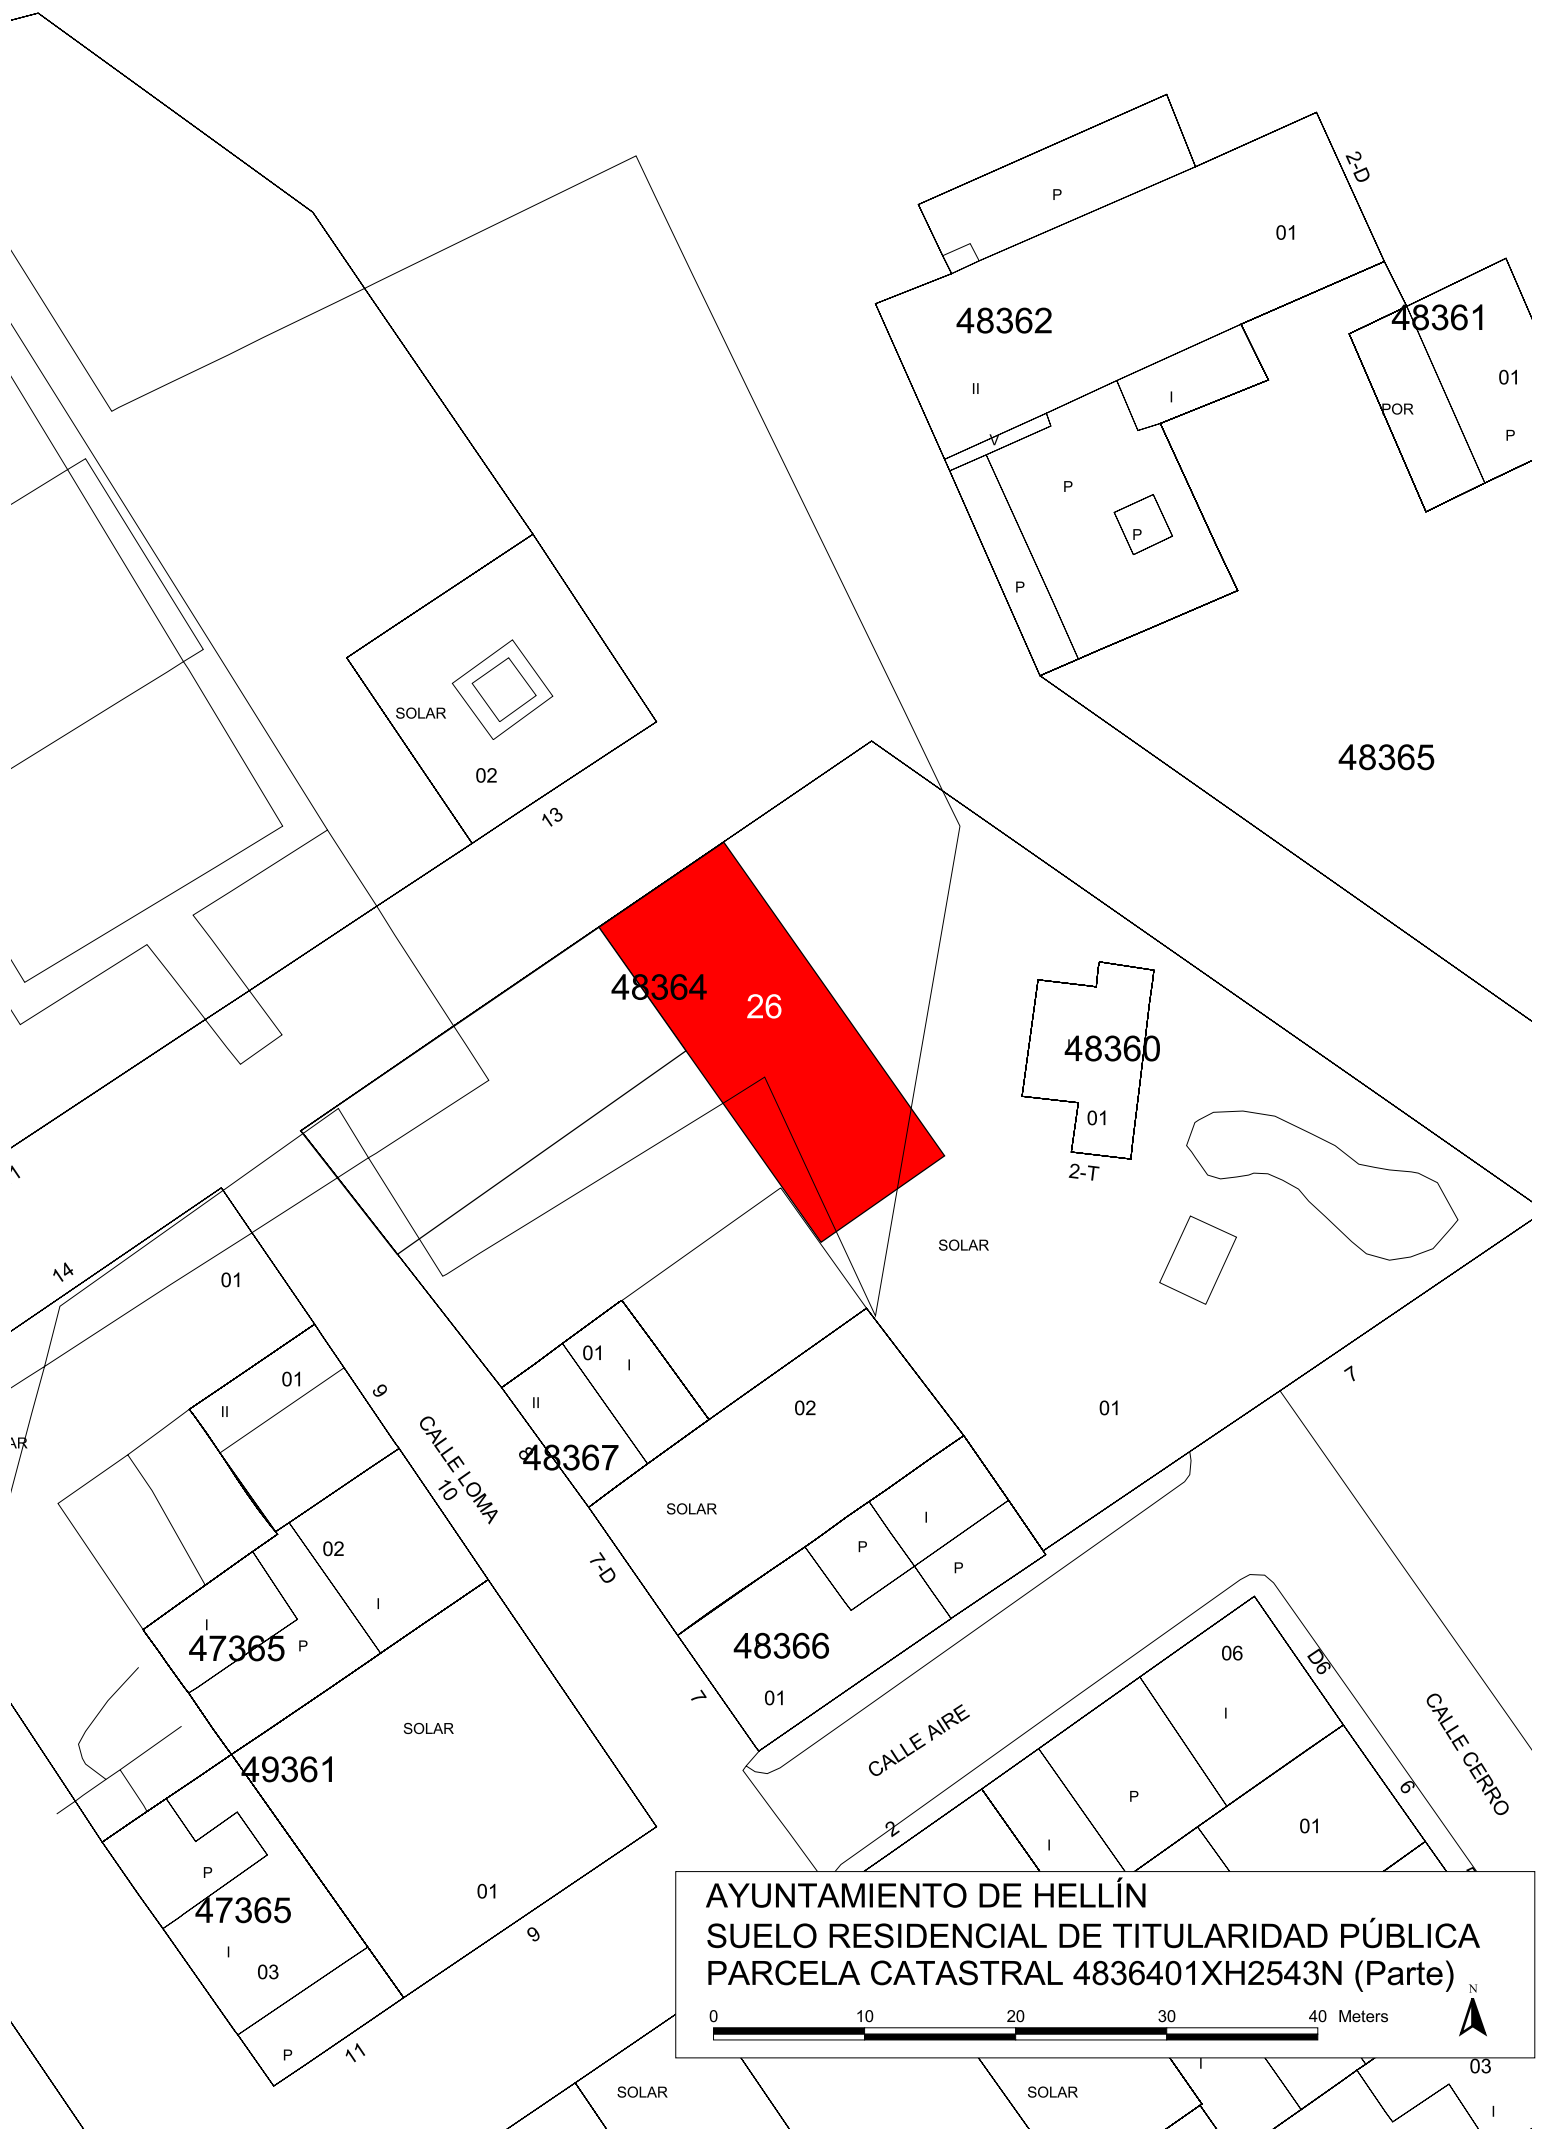 2-D
P
01
48362
48361
II
I
01
POR
V
P
P
P
P
SOLAR
02
13
48365
48364
26
48360
01
2-T
1
14
01
SOLAR
01
01
I
7
9
II
II
02
01
AR
CALLE LOMA
8
48367
10
SOLAR
I
P
02
P
7-D
I
I
47365
P
48366
06
D6
7
01
I
SOLAR
CALLE AIRE
CALLE CERRO
49361
P
6
2
01
I
P
47365
01
I
9
03
11
P
AYUNTAMIENTO DE HELLÍN
SUELO RESIDENCIAL DE TITULARIDAD PÚBLICA
PARCELA CATASTRAL 4836401XH2543N (Parte)
N
0 10 20 30 40 Meters
I
03
SOLAR
SOLAR
I